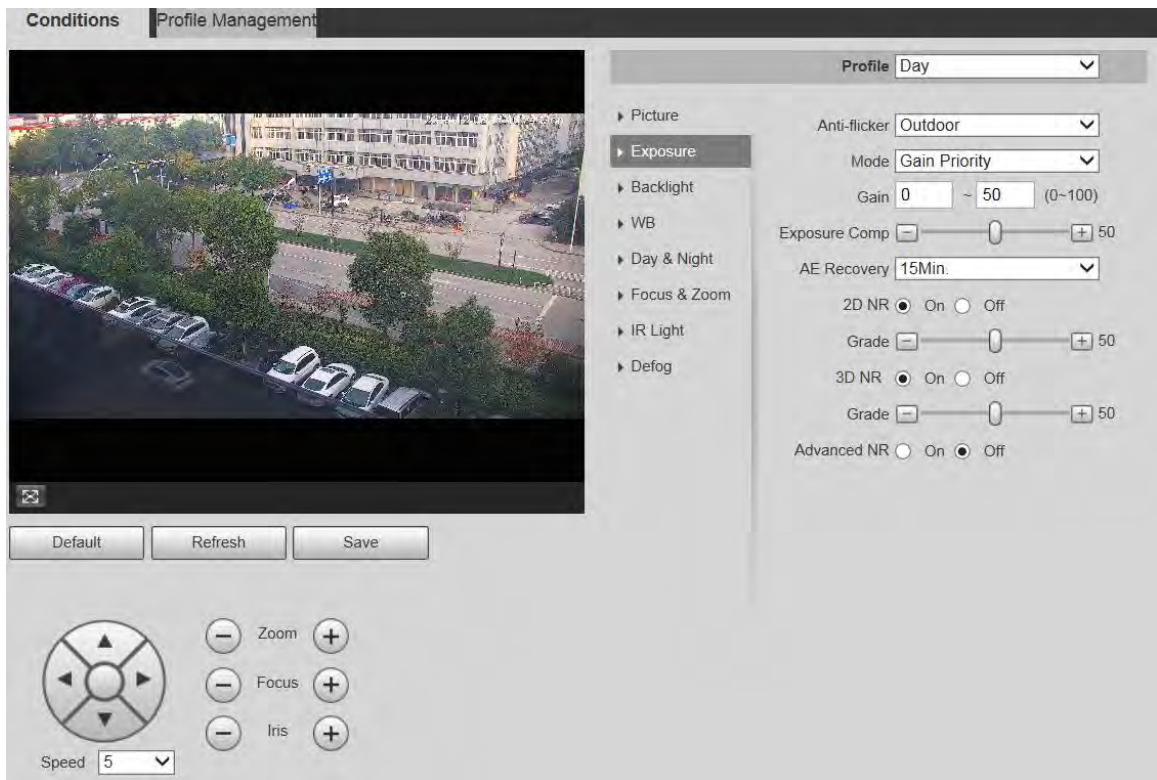 Conditions
Profile Management
Profile Day
Picture
Exposure
Backlight
WB
Day & Night
Focus & Zoom
IR Light
Defog
Anti-flicker Outdoor
Mode Gain Priority
Gain 0 ~ 50 (0~100)
Exposure Comp 50
AE Recovery 15Min.
2D NR On Off
Grade 50
3D NR On Off
Grade 50
Advanced NR On Off
Default Refresh Save
Zoom
Focus
Iris
Speed 5